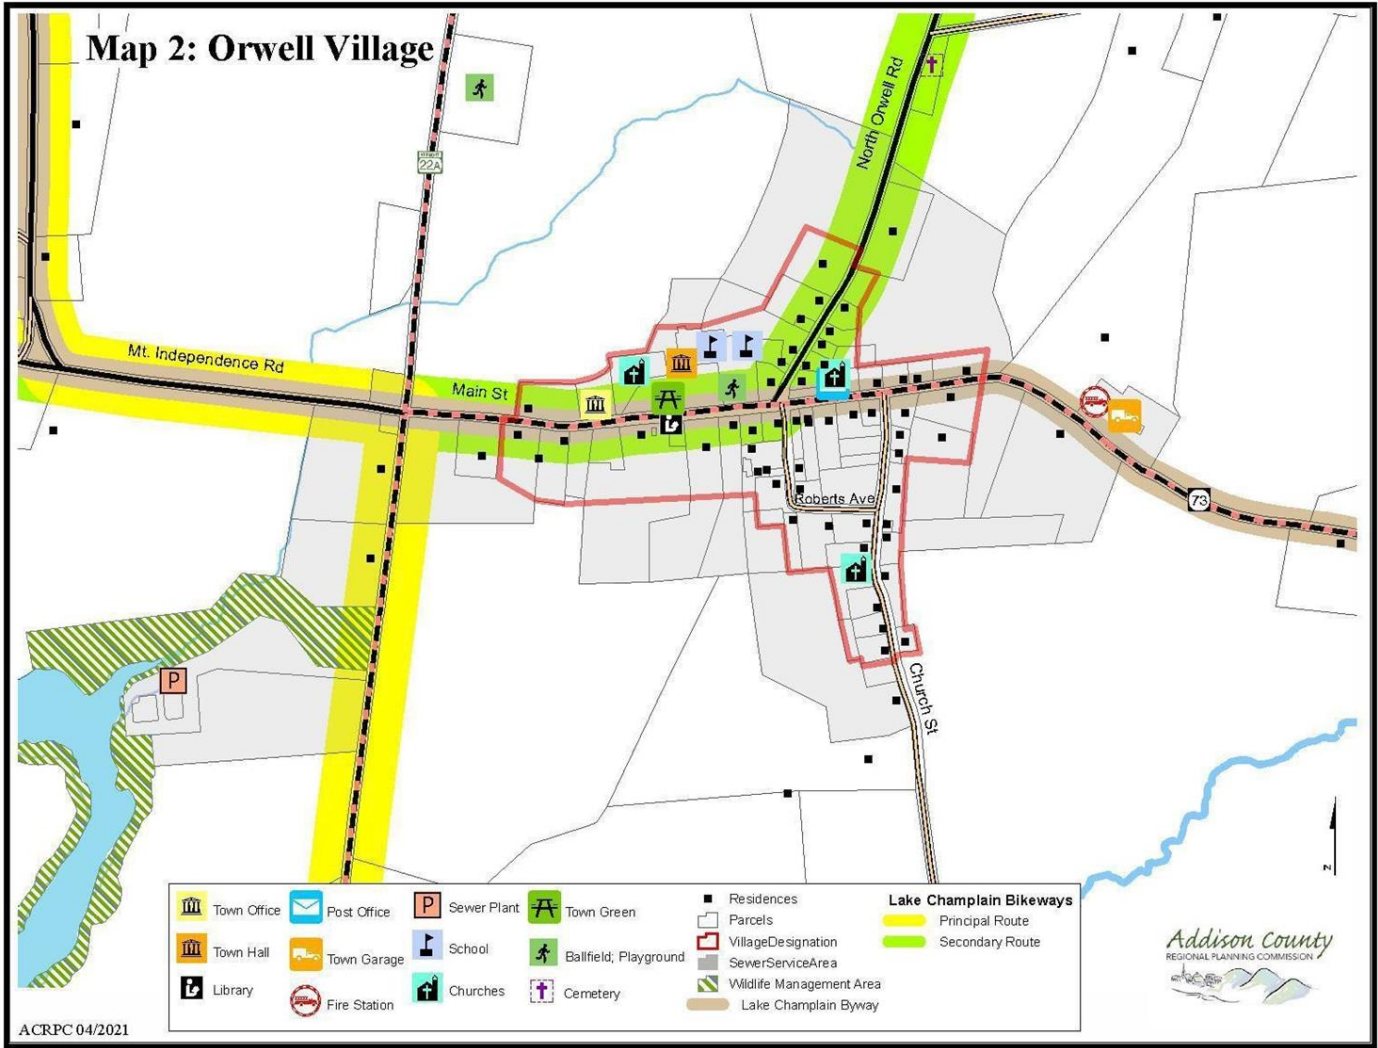 Map 2: Orwell Village
North Orwell Rd
22A
Mt. Independence Rd
Main St
73
Roberts Ave
P
Church St
N
Town Office
Post Office
P
Sewer Plant
Town Green
Town Hall
Town Garage
School
Ballfield; Playground
Library
Fire Station
Churches
Cemetery
Residences
Parcels
VillageDesignation
SewerServiceArea
Wildlife Management Area
Lake Champlain Byway
Lake Champlain Bikeways
Principal Route
Secondary Route
Addison County
REGIONAL PLANNING COMMISSION
ACRPC 04/2021